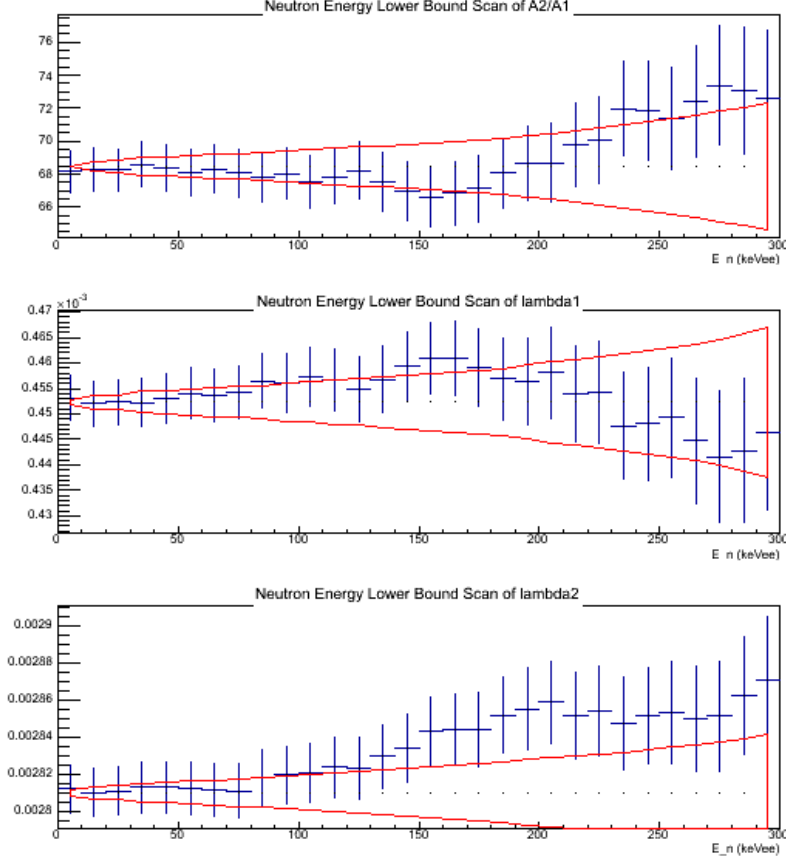 Neutron Energy Lower Bound Scan of A2/A1
76
74
72
70
68
66
0 50 100 150 200 250 300
E_n (keVee)
Neutron Energy Lower Bound Scan of lambda1
×10⁻³
0.47
0.465
0.46
0.455
0.45
0.445
0.44
0.435
0.43
0 50 100 150 200 250 300
E_n (keVee)
Neutron Energy Lower Bound Scan of lambda2
0.0029
0.00288
0.00286
0.00284
0.00282
0.0028
0 50 100 150 200 250 300
E_n (keVee)